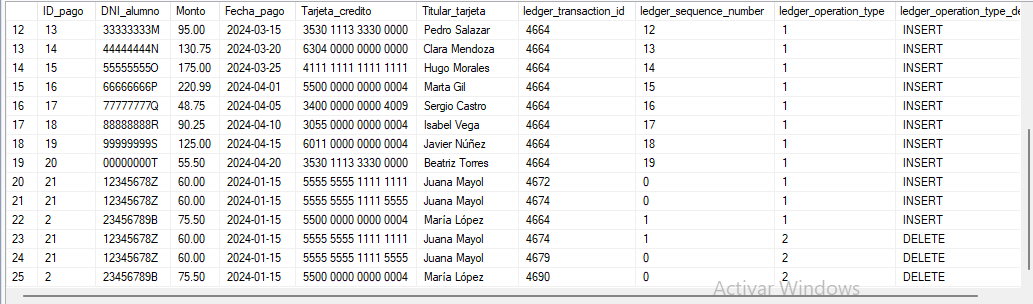 ID_pago DNI_alumno Monto Fecha_pago Tarjeta_credito Titular_tarjeta ledger_transaction_id ledger_sequence_number ledger_operation_type ledger_operation_type_de
12 13 33333333M 95.00 2024-03-15 3530 1113 3330 0000 Pedro Salazar 4664 12 1 INSERT
13 14 44444444N 130.75 2024-03-20 6304 0000 0000 0000 Clara Mendoza 4664 13 1 INSERT
14 15 55555555O 175.00 2024-03-25 4111 1111 1111 1111 Hugo Morales 4664 14 1 INSERT
15 16 66666666P 220.99 2024-04-01 5500 0000 0000 0004 Marta Gil 4664 15 1 INSERT
16 17 77777777Q 48.75 2024-04-05 3400 0000 0000 4009 Sergio Castro 4664 16 1 INSERT
17 18 88888888R 90.25 2024-04-10 3055 0000 0000 0004 Isabel Vega 4664 17 1 INSERT
18 19 99999999S 125.00 2024-04-15 6011 0000 0000 0004 Javier Núñez 4664 18 1 INSERT
19 20 00000000T 55.50 2024-04-20 3530 1113 3330 0000 Beatriz Torres 4664 19 1 INSERT
20 21 12345678Z 60.00 2024-01-15 5555 5555 1111 1111 Juana Mayol 4672 0 1 INSERT
21 21 12345678Z 60.00 2024-01-15 5555 5555 1111 1111 Juana Mayol 4674 0 1 INSERT
22 2 23456789B 75.50 2024-01-15 5500 0000 0000 0004 María López 4664 1 1 INSERT
23 21 12345678Z 60.00 2024-01-15 5555 5555 1111 1111 Juana Mayol 4674 1 2 DELETE
24 21 12345678Z 60.00 2024-01-15 5555 5555 1111 1111 Juana Mayol 4679 0 2 DELETE
25 2 23456789B 75.50 2024-01-15 5500 0000 0000 0004 María López 4690 0 2 DELETE
Activar Windows